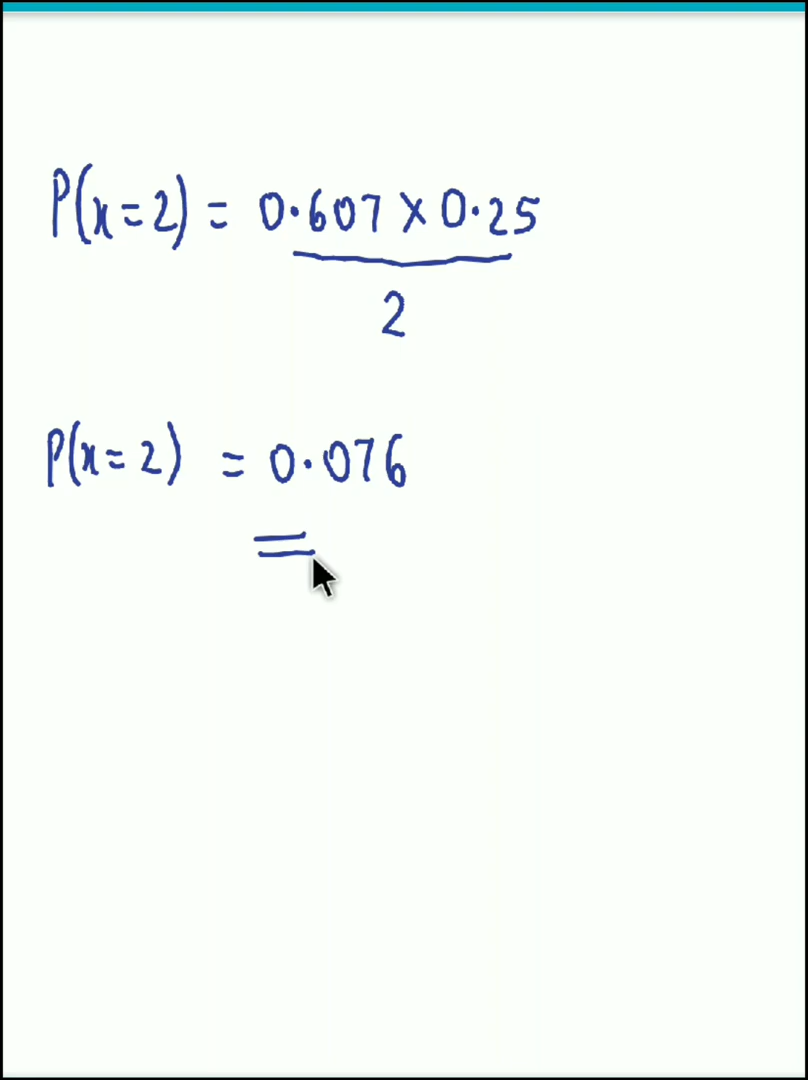 P(x=2) = 0.607 x 0.25
2
P(x=2) = 0.076